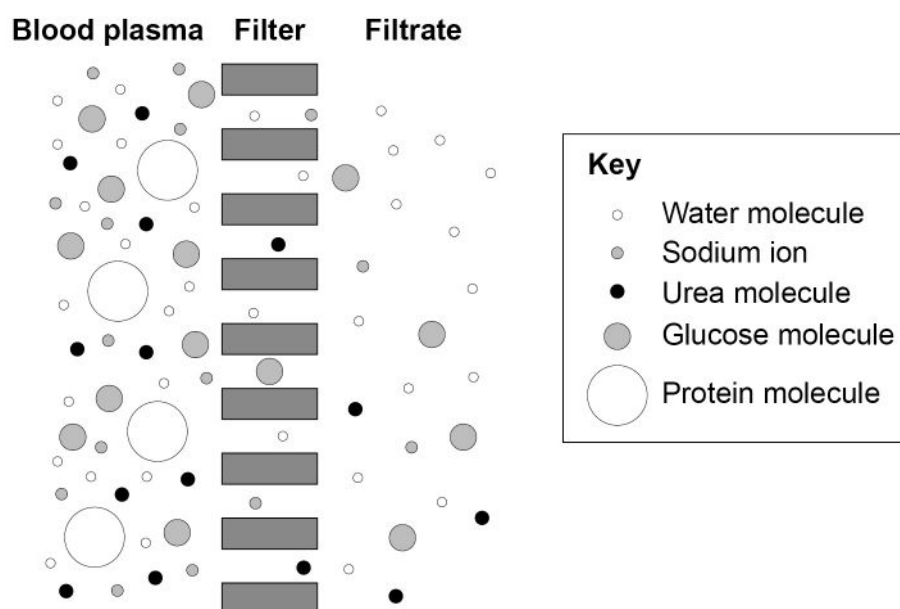 Blood plasma Filter Filtrate
Key
Water molecule
Sodium ion
Urea molecule
Glucose molecule
Protein molecule